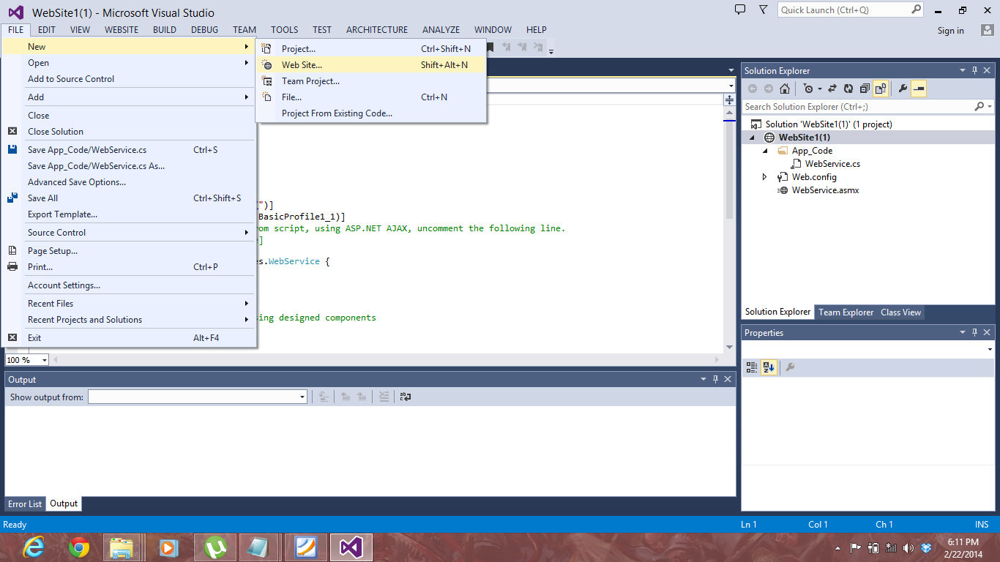 WebSite1(1) - Microsoft Visual Studio
Quick Launch (Ctrl+Q)
FILE EDIT VIEW WEBSITE BUILD DEBUG TEAM TOOLS TEST ARCHITECTURE ANALYZE WINDOW HELP
Sign in
New
Open
Add to Source Control
Add
Close
Close Solution
Save App_Code/WebService.cs Ctrl+S
Save App_Code/WebService.cs As...
Advanced Save Options...
Save All Ctrl+Shift+S
Export Template...
Source Control
Page Setup...
Print... Ctrl+P
Account Settings...
Recent Files
Recent Projects and Solutions
Exit Alt+F4
Project... Ctrl+Shift+N
Web Site... Shift+Alt+N
Team Project...
File... Ctrl+N
Project From Existing Code...
")]
BasicProfile1_1)]
om script, using ASP.NET AJAX, uncomment the following line.
]
s.WebService {
ing designed components
100 %
Output
Show output from:
Error List Output
Solution Explorer
Search Solution Explorer (Ctrl+;)
Solution 'WebSite1(1)' (1 project)
WebSite1(1)
App_Code
WebService.cs
Web.config
WebService.asmx
Solution Explorer Team Explorer Class View
Properties
Ready
Ln 1 Col 1 Ch 1 INS
6:11 PM
2/22/2014